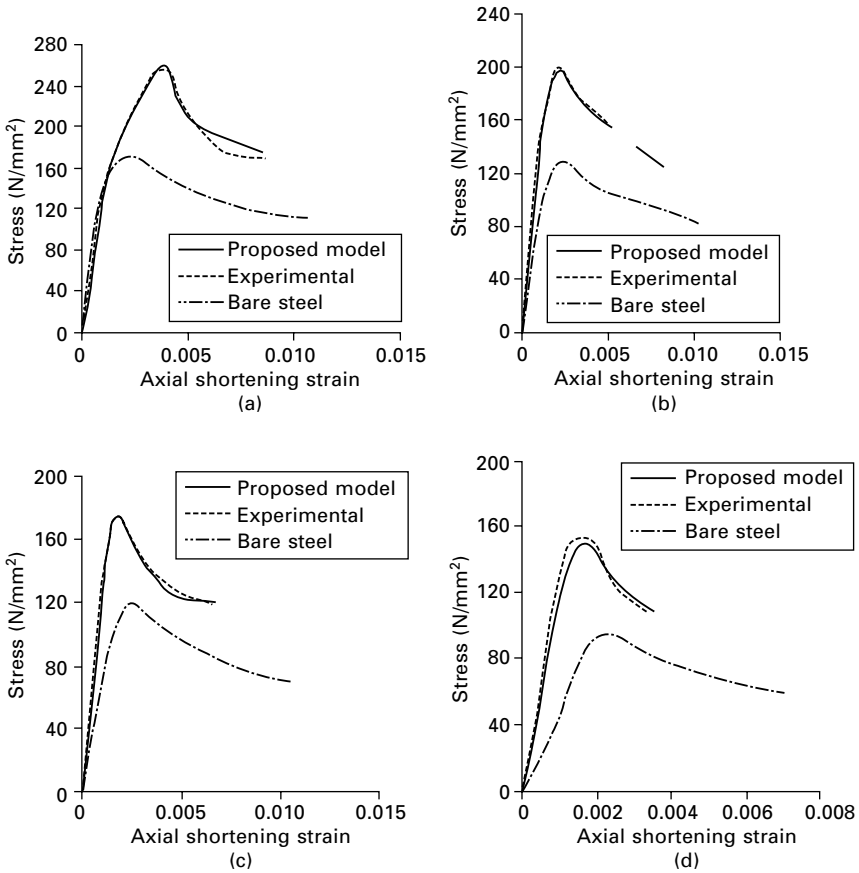 280
240
200
160
120
80
40
0
Stress (N/mm²)
Proposed model
Experimental
Bare steel
0 0.005 0.010 0.015
Axial shortening strain
(a)
240
200
160
120
80
40
0
Stress (N/mm²)
Proposed model
Experimental
Bare steel
0 0.005 0.010 0.015
Axial shortening strain
(b)
200
160
120
80
40
0
Stress (N/mm²)
Proposed model
Experimental
Bare steel
0 0.005 0.010 0.015
Axial shortening strain
(c)
200
160
120
80
40
0
Stress (N/mm²)
Proposed model
Experimental
Bare steel
0 0.002 0.004 0.006 0.008
Axial shortening strain
(d)